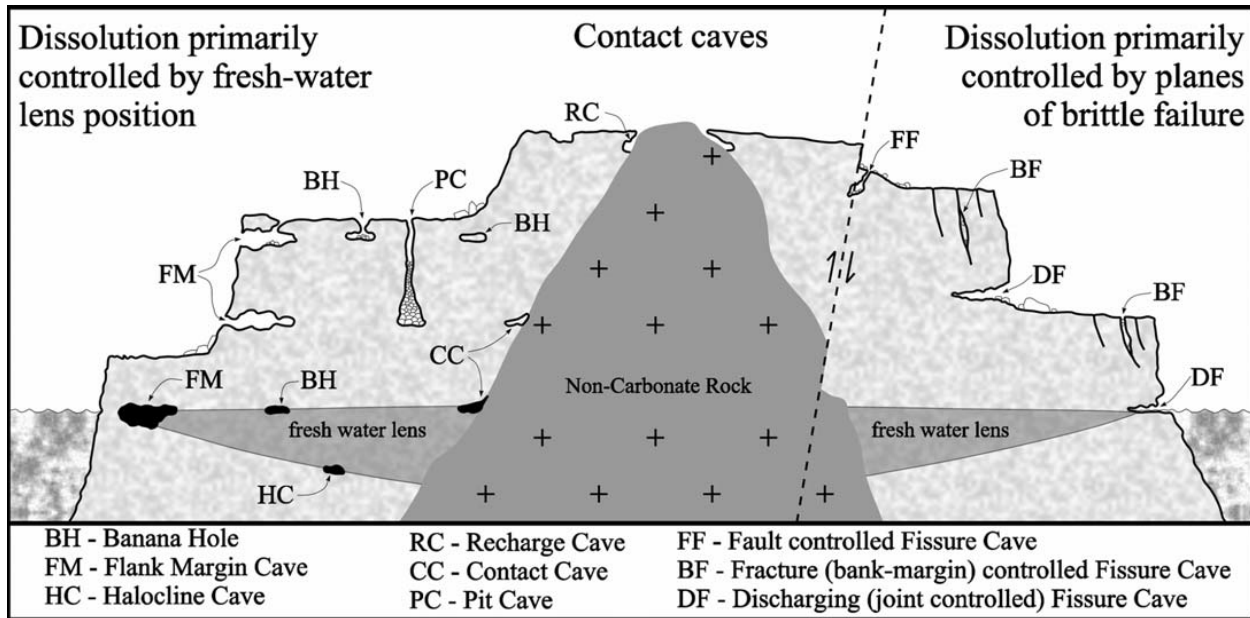 Dissolution primarily
controlled by fresh-water
lens position
Contact caves
Dissolution primarily
controlled by planes
of brittle failure
RC
FF
BH
PC
BF
BH
FM
DF
BF
CC
FM
BH
Non-Carbonate Rock
DF
fresh water lens
fresh water lens
HC
BH - Banana Hole
FM - Flank Margin Cave
HC - Halocline Cave
RC - Recharge Cave
CC - Contact Cave
PC - Pit Cave
FF - Fault controlled Fissure Cave
BF - Fracture (bank-margin) controlled Fissure Cave
DF - Discharging (joint controlled) Fissure Cave